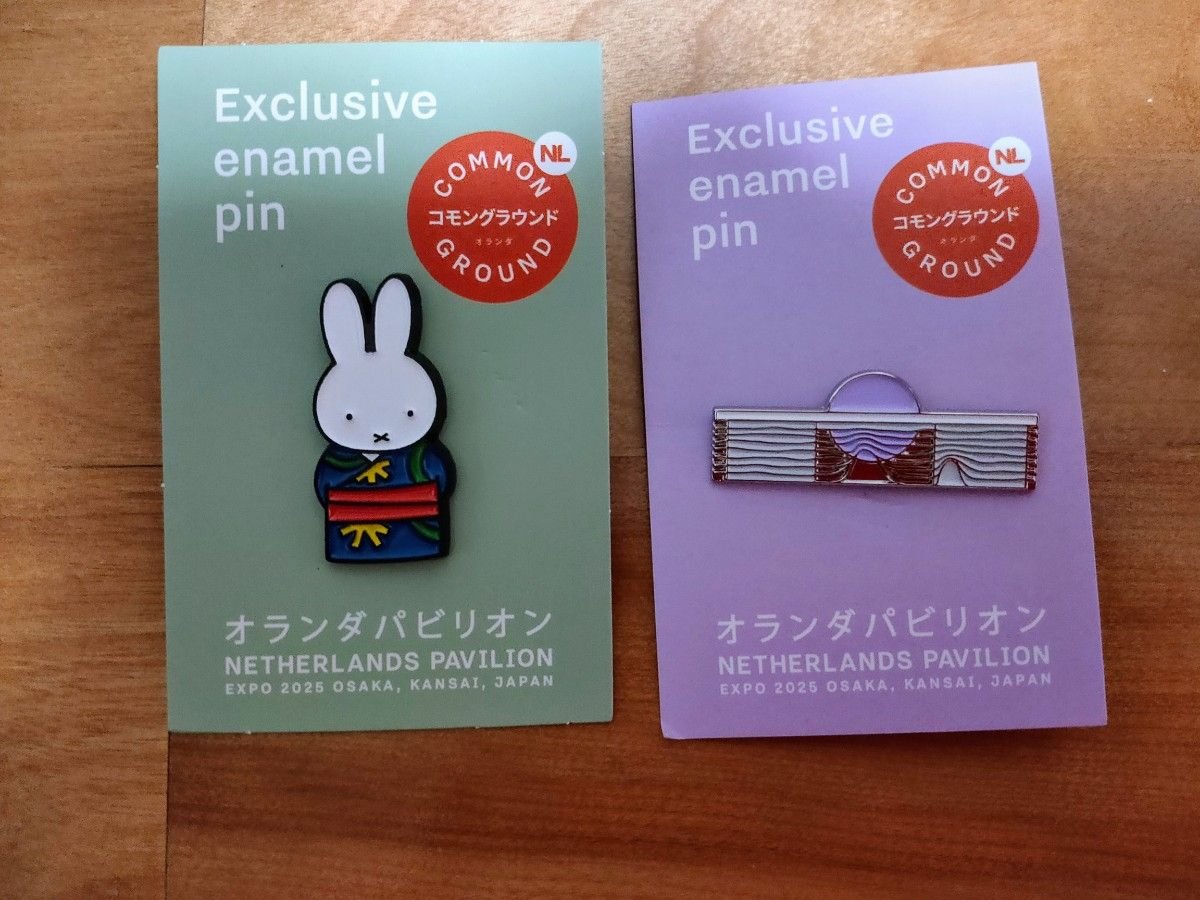 Exclusive
enamel
pin
NL
COMMON
コモングラウンド
オランダ
GROUND
オランダパビリオン
NETHERLANDS PAVILION
EXPO 2025 OSAKA, KANSAI, JAPAN
Exclusive
enamel
pin
NL
COMMON
コモングラウンド
オランダ
GROUND
オランダパビリオン
NETHERLANDS PAVILION
EXPO 2025 OSAKA, KANSAI, JAPAN